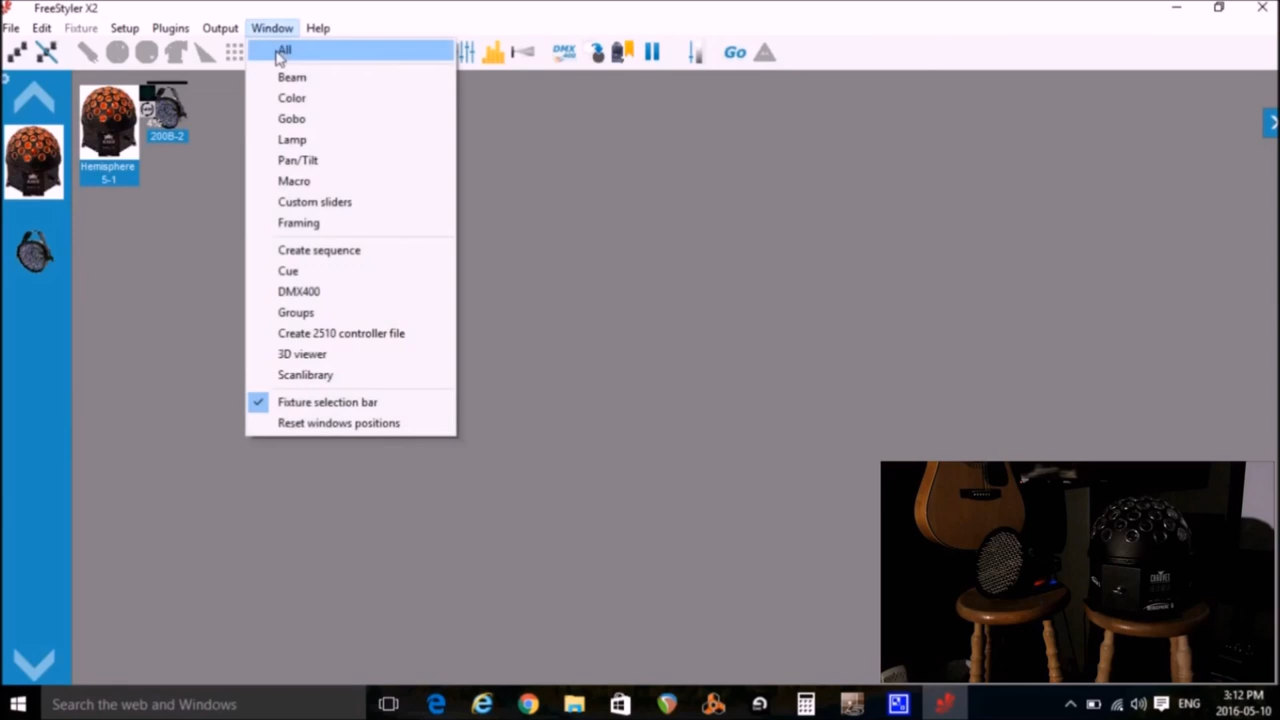 FreeStyler X2
File Edit Fixture Setup Plugins Output Window Help
DMX
400
Go
All
Beam
Color
Gobo
Lamp
Pan/Tilt
Macro
Custom sliders
Framing
Create sequence
Cue
DMX400
Groups
Create 2510 controller file
3D viewer
Scanlibrary
Fixture selection bar
Reset windows positions
Hemisphere
5-1
200B-2
CHAUVET
Search the web and Windows
ENG
3:12 PM
2016-05-10